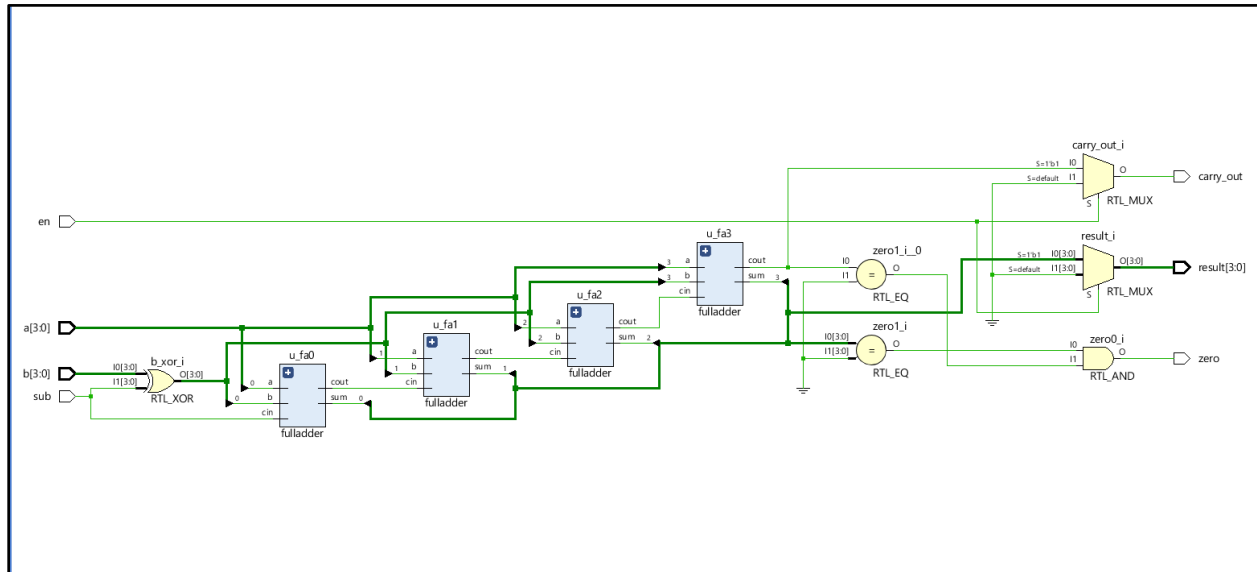 carry_out_i
S=1'b1 I0
S=default I1
O
S
RTL_MUX
carry_out
en
u_fa3
3 a cout
3 b sum 3
cin
fulladder
zero1_i__0
I0
I1
=
O
RTL_EQ
result_i
S=1'b1 I0[3:0]
S=default I1[3:0]
O[3:0]
S
RTL_MUX
result[3:0]
u_fa2
2 a cout
2 b sum 2
cin
fulladder
a[3:0]
u_fa1
1 a cout
1 b sum 1
cin
fulladder
zero1_i
I0[3:0]
I1[3:0]
=
O
RTL_EQ
zero0_i
I0
I1
O
RTL_AND
zero
b[3:0]
sub
b_xor_i
I0[3:0]
I1[3:0]
O[3:0]
RTL_XOR
u_fa0
0 a cout
0 b sum 0
cin
fulladder